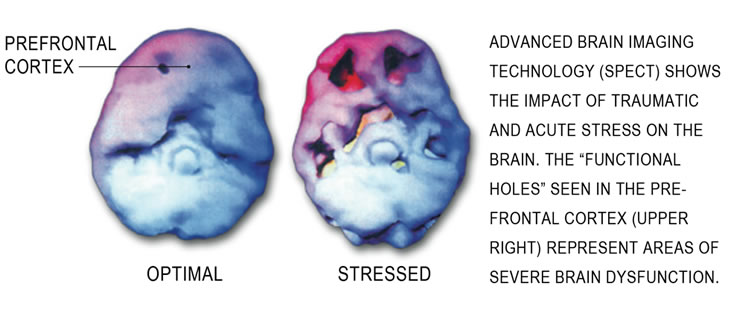 PREFRONTAL
CORTEX
OPTIMAL
STRESSED
ADVANCED BRAIN IMAGING
TECHNOLOGY (SPECT) SHOWS
THE IMPACT OF TRAUMATIC
AND ACUTE STRESS ON THE
BRAIN. THE “FUNCTIONAL
HOLES” SEEN IN THE PRE-
FRONTAL CORTEX (UPPER
RIGHT) REPRESENT AREAS OF
SEVERE BRAIN DYSFUNCTION.